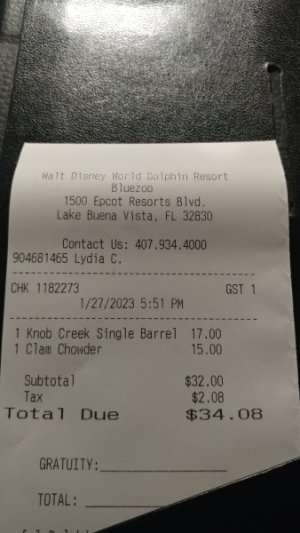 Walt Disney World Dolphin Resort
Bluezoo
1500 Epcot Resorts Blvd.
Lake Buena Vista, FL 32830
Contact Us: 407.934.4000
904681465 Lydia C.
CHK 1182273 GST 1
1/27/2023 5:51 PM
1 Knob Creek Single Barrel 17.00
1 Clam Chowder 15.00
Subtotal $32.00
Tax $2.08
Total Due $34.08
GRATUITY:
TOTAL: